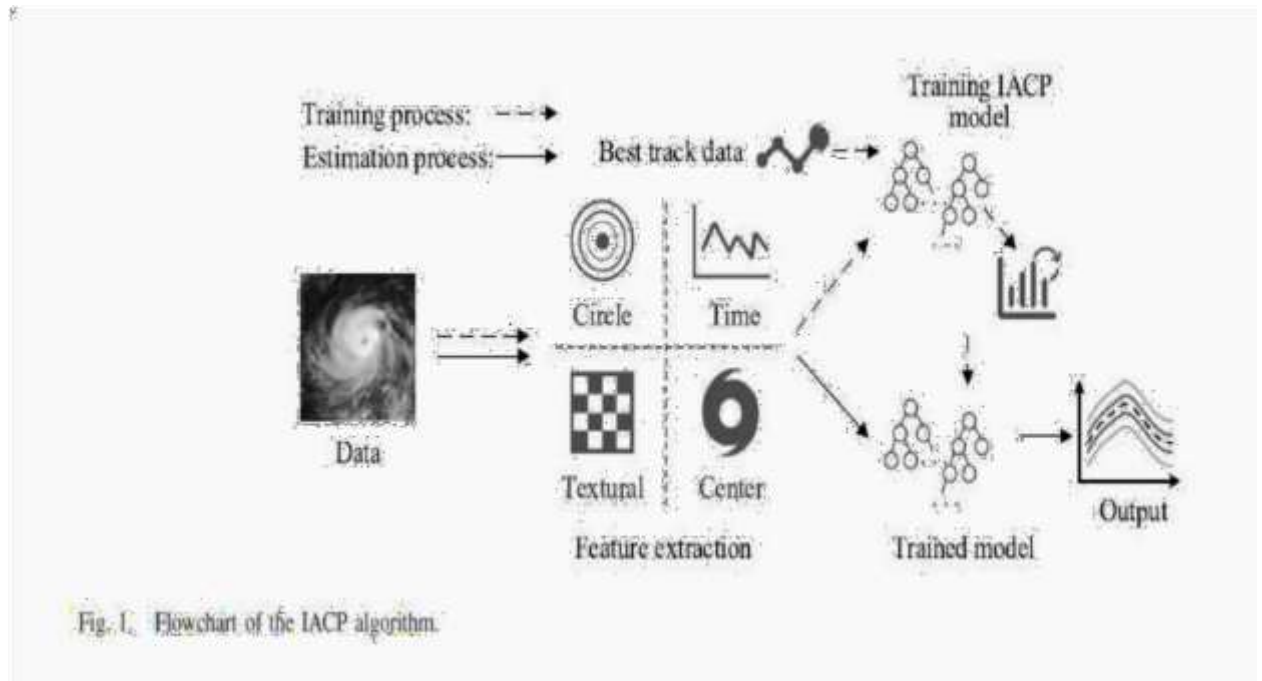 Training process:
Estimation process:
Best track data
Training IACP
model
Circle
Time
Data
Textural
Center
Feature extraction
Trained model
Output
Fig. 1. Flowchart of the IACP algorithm.